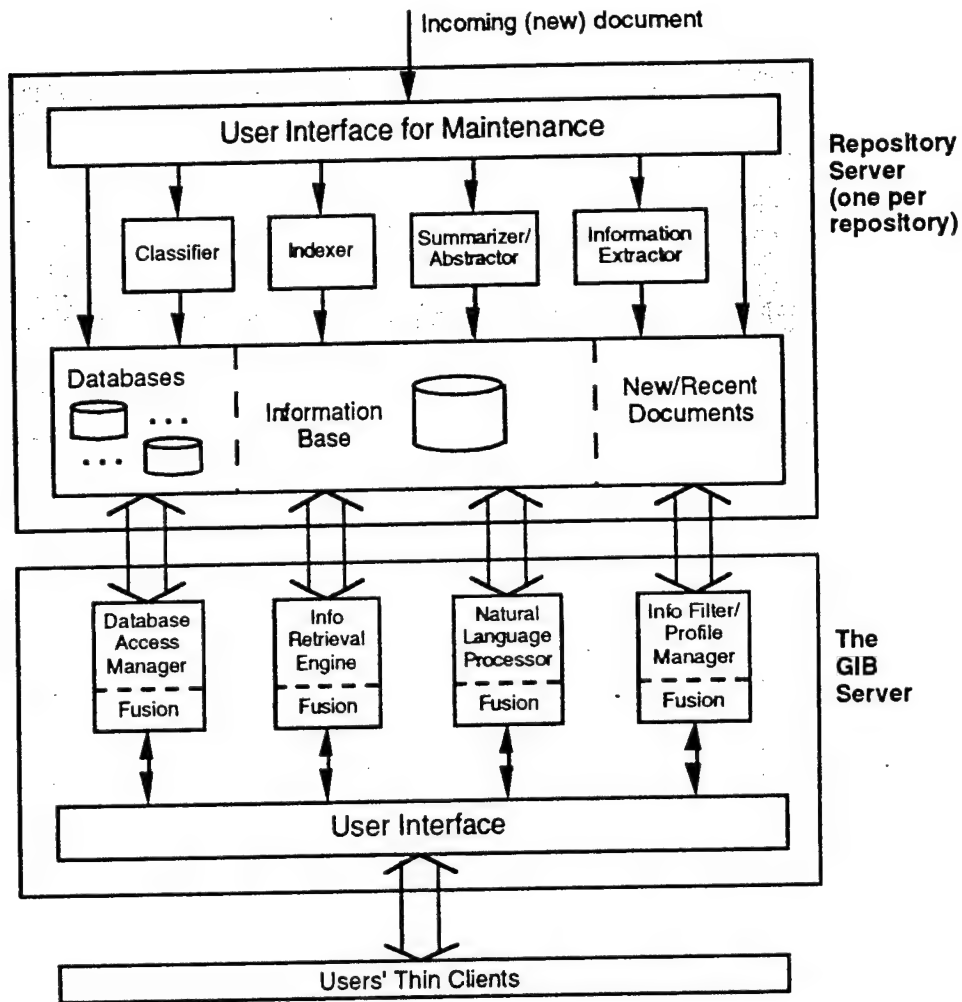 Incoming (new) document
User Interface for Maintenance
Repository
Server
(one per
repository)
Classifier
Indexer
Summarizer/
Abstractor
Information
Extractor
Databases
Information
Base
New/Recent
Documents
Database
Access
Manager
Fusion
Info
Retrieval
Engine
Fusion
Natural
Language
Processor
Fusion
Info Filter/
Profile
Manager
Fusion
The
GIB
Server
User Interface
Users' Thin Clients